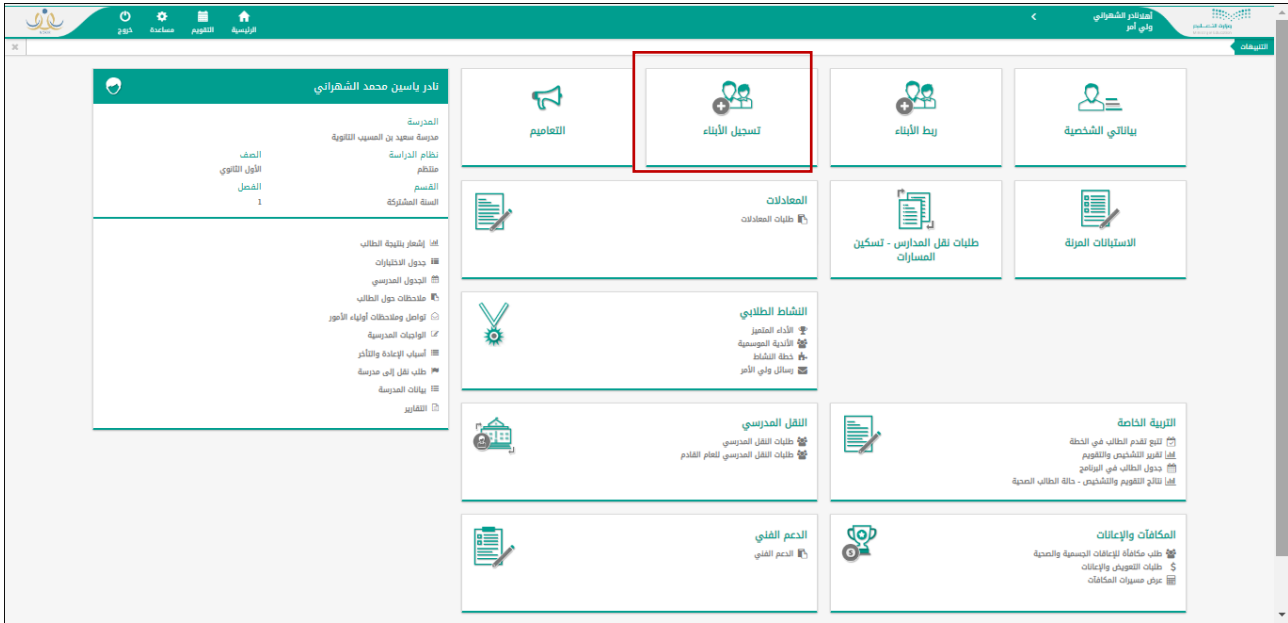 أهلا نادر الشهراني
ولي أمر
الرئيسية
التقويم
مساعدة
خروج
التنبيهات
بياناتي الشخصية
ربط الأبناء
تسجيل الأبناء
التعاميم
الاستبيانات المرنة
طلبات نقل المدارس - تسكين
المسارات
المعادلات
طلبات المعادلات
النشاط الطلابي
الأداء المتميز
الأندية الموسمية
خطة النشاط
رسائل ولي الأمر
التربية الخاصة
تتبع تقدم الطالب في الخطة
تقرير التشخيص والتقويم
جدول الطالب في البرنامج
نتائج التقويم والتشخيص - حالة الطالب الصحية
النقل المدرسي
طلبات النقل المدرسي
طلبات النقل المدرسي للعام القادم
المكافآت والإعانات
طلب مكافأة للإعاقات الجسمية والصحية
طلبات التعويض والإعانات
عرض مسيرات المكافآت
الدعم الفني
الدعم الفني
نادر ياسين محمد الشهراني
المدرسة
مدرسة سعيد بن المسيب الثانوية
نظام الدراسة الصف
منتظم الأول الثانوي
القسم الفصل
السنة المشتركة 1
إشعار بنتيجة الطالب
جدول الاختبارات
الجدول المدرسي
ملاحظات حول الطالب
تواصل وملاحظات أولياء الأمور
الواجبات المدرسية
أسباب الإعادة والتأخر
طلب نقل إلى مدرسة
بيانات المدرسة
التقارير